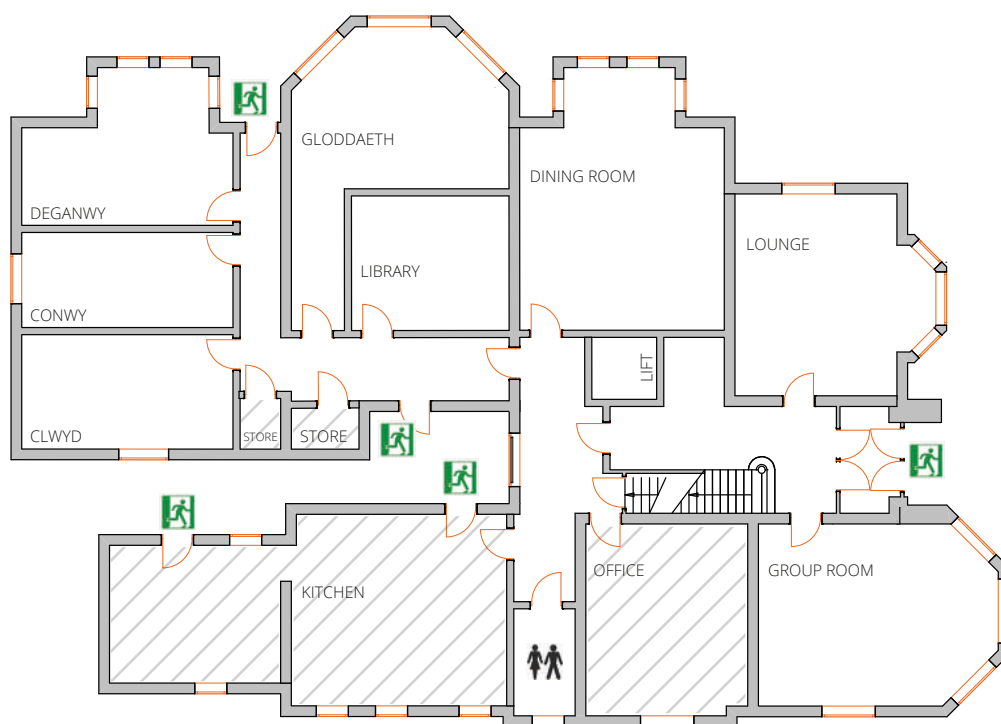 GLODDAETH
DINING ROOM
DEGANWY
LOUNGE
LIBRARY
CONWY
LIFT
CLWYD
STORE
STORE
OFFICE
GROUP ROOM
KITCHEN